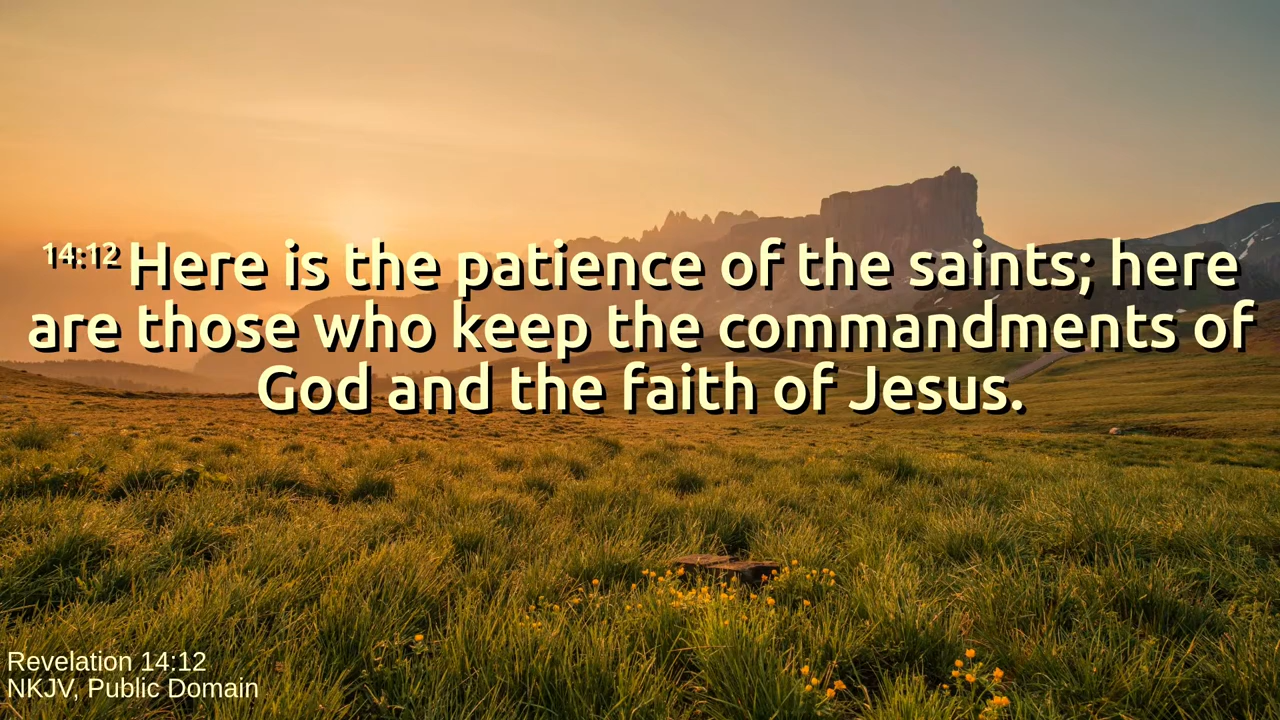 14:12 Here is the patience of the saints; here
are those who keep the commandments of
God and the faith of Jesus.
Revelation 14:12
NKJV, Public Domain